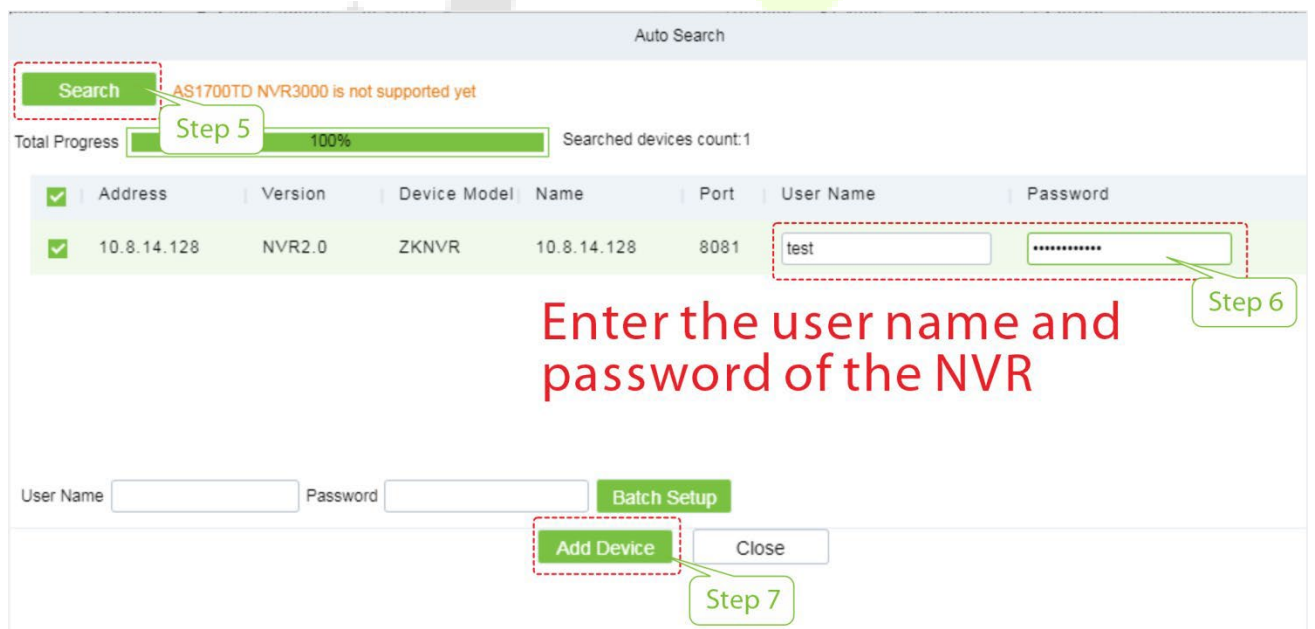 Auto Search
Search AS1700TD NVR3000 is not supported yet
Step 5
Total Progress 100% Searched devices count:1
Address Version Device Model Name Port User Name Password
10.8.14.128 NVR2.0 ZKNVR 10.8.14.128 8081 test ••••••••••••
Step 6
Enter the user name and
password of the NVR
User Name Password Batch Setup
Add Device Close
Step 7